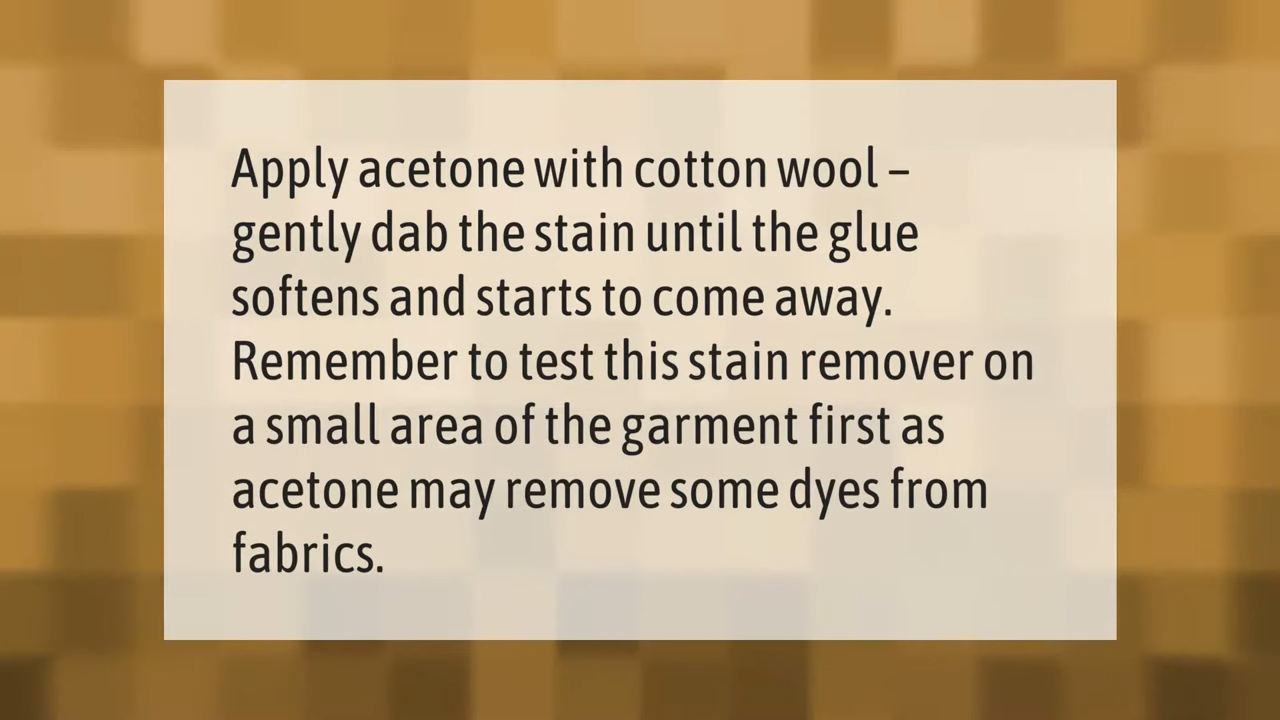 Apply acetone with cotton wool –
gently dab the stain until the glue
softens and starts to come away.
Remember to test this stain remover on
a small area of the garment first as
acetone may remove some dyes from
fabrics.